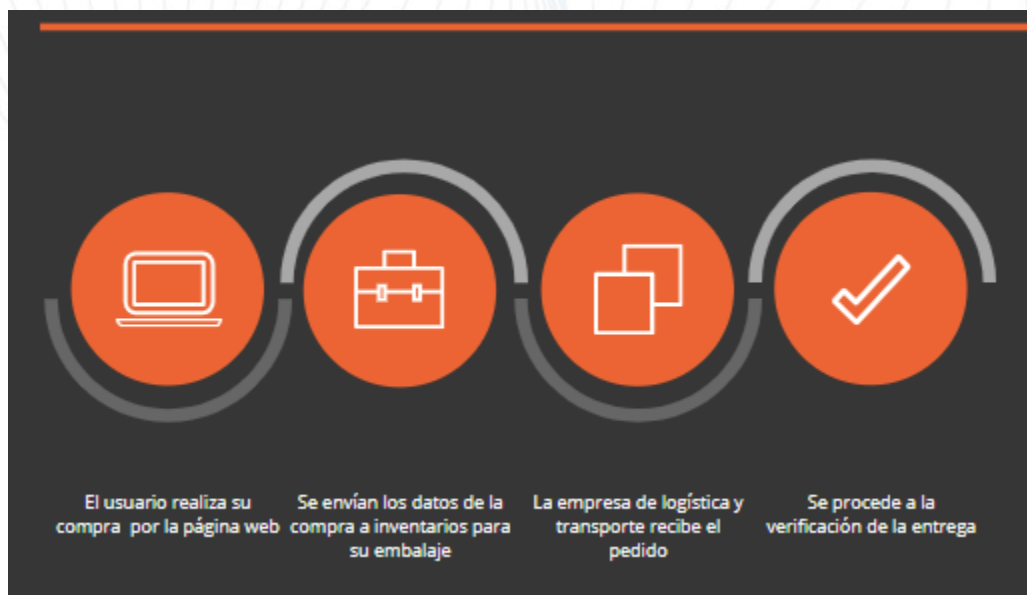 El usuario realiza su
compra por la página web
Se envían los datos de la
compra a inventarios para
su embalaje
La empresa de logística y
transporte recibe el
pedido
Se procede a la
verificación de la entrega